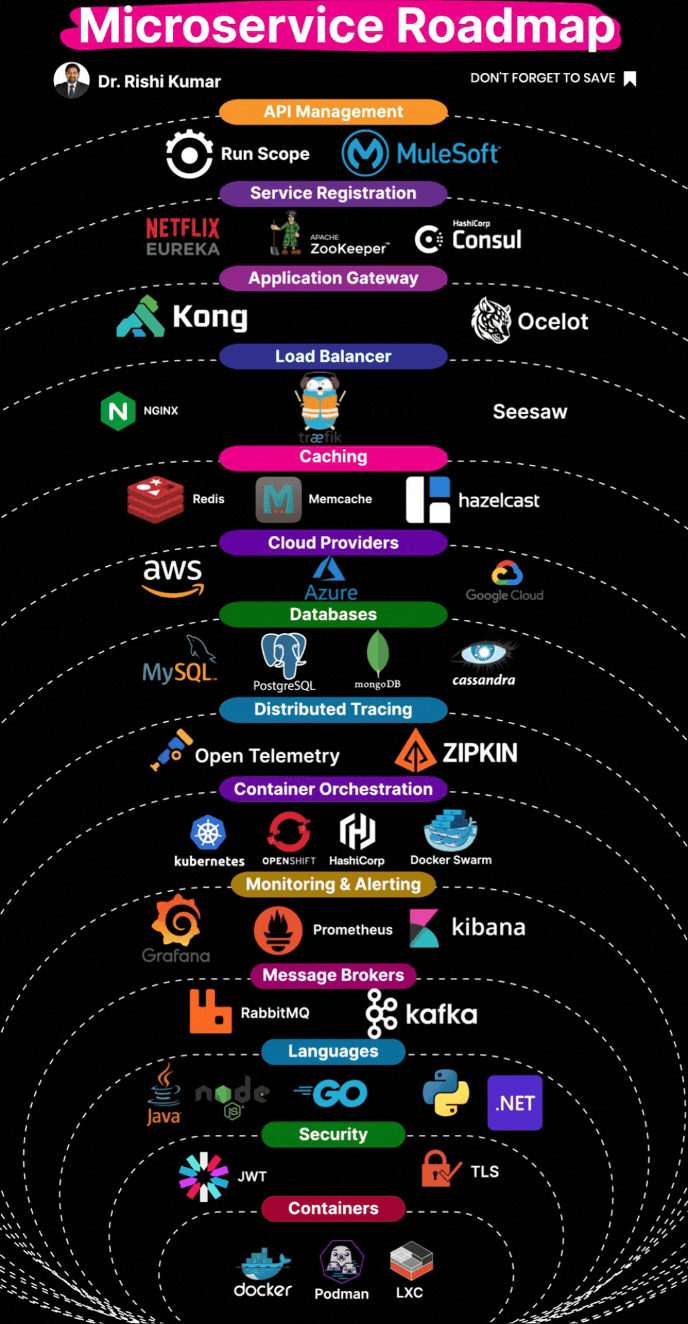 Microservice Roadmap
Dr. Rishi Kumar
DON'T FORGET TO SAVE
API Management
Run Scope
MuleSoft
Service Registration
NETFLIX
EUREKA
APACHE
ZooKeeper™
HashiCorp
Consul
Application Gateway
Kong
Ocelot
Load Balancer
NGINX
træfik
Seesaw
Caching
Redis
Memcache
hazelcast
Cloud Providers
aws
Azure
Google Cloud
Databases
MySQL™
PostgreSQL
mongoDB
cassandra
Distributed Tracing
Open Telemetry
ZIPKIN
Container Orchestration
kubernetes
OPENSHIFT
HashiCorp
Docker Swarm
Monitoring & Alerting
Grafana
Prometheus
kibana
Message Brokers
RabbitMQ
kafka
Languages
Java
node
JS
GO
.NET
Security
JWT
TLS
Containers
docker
Podman
LXC